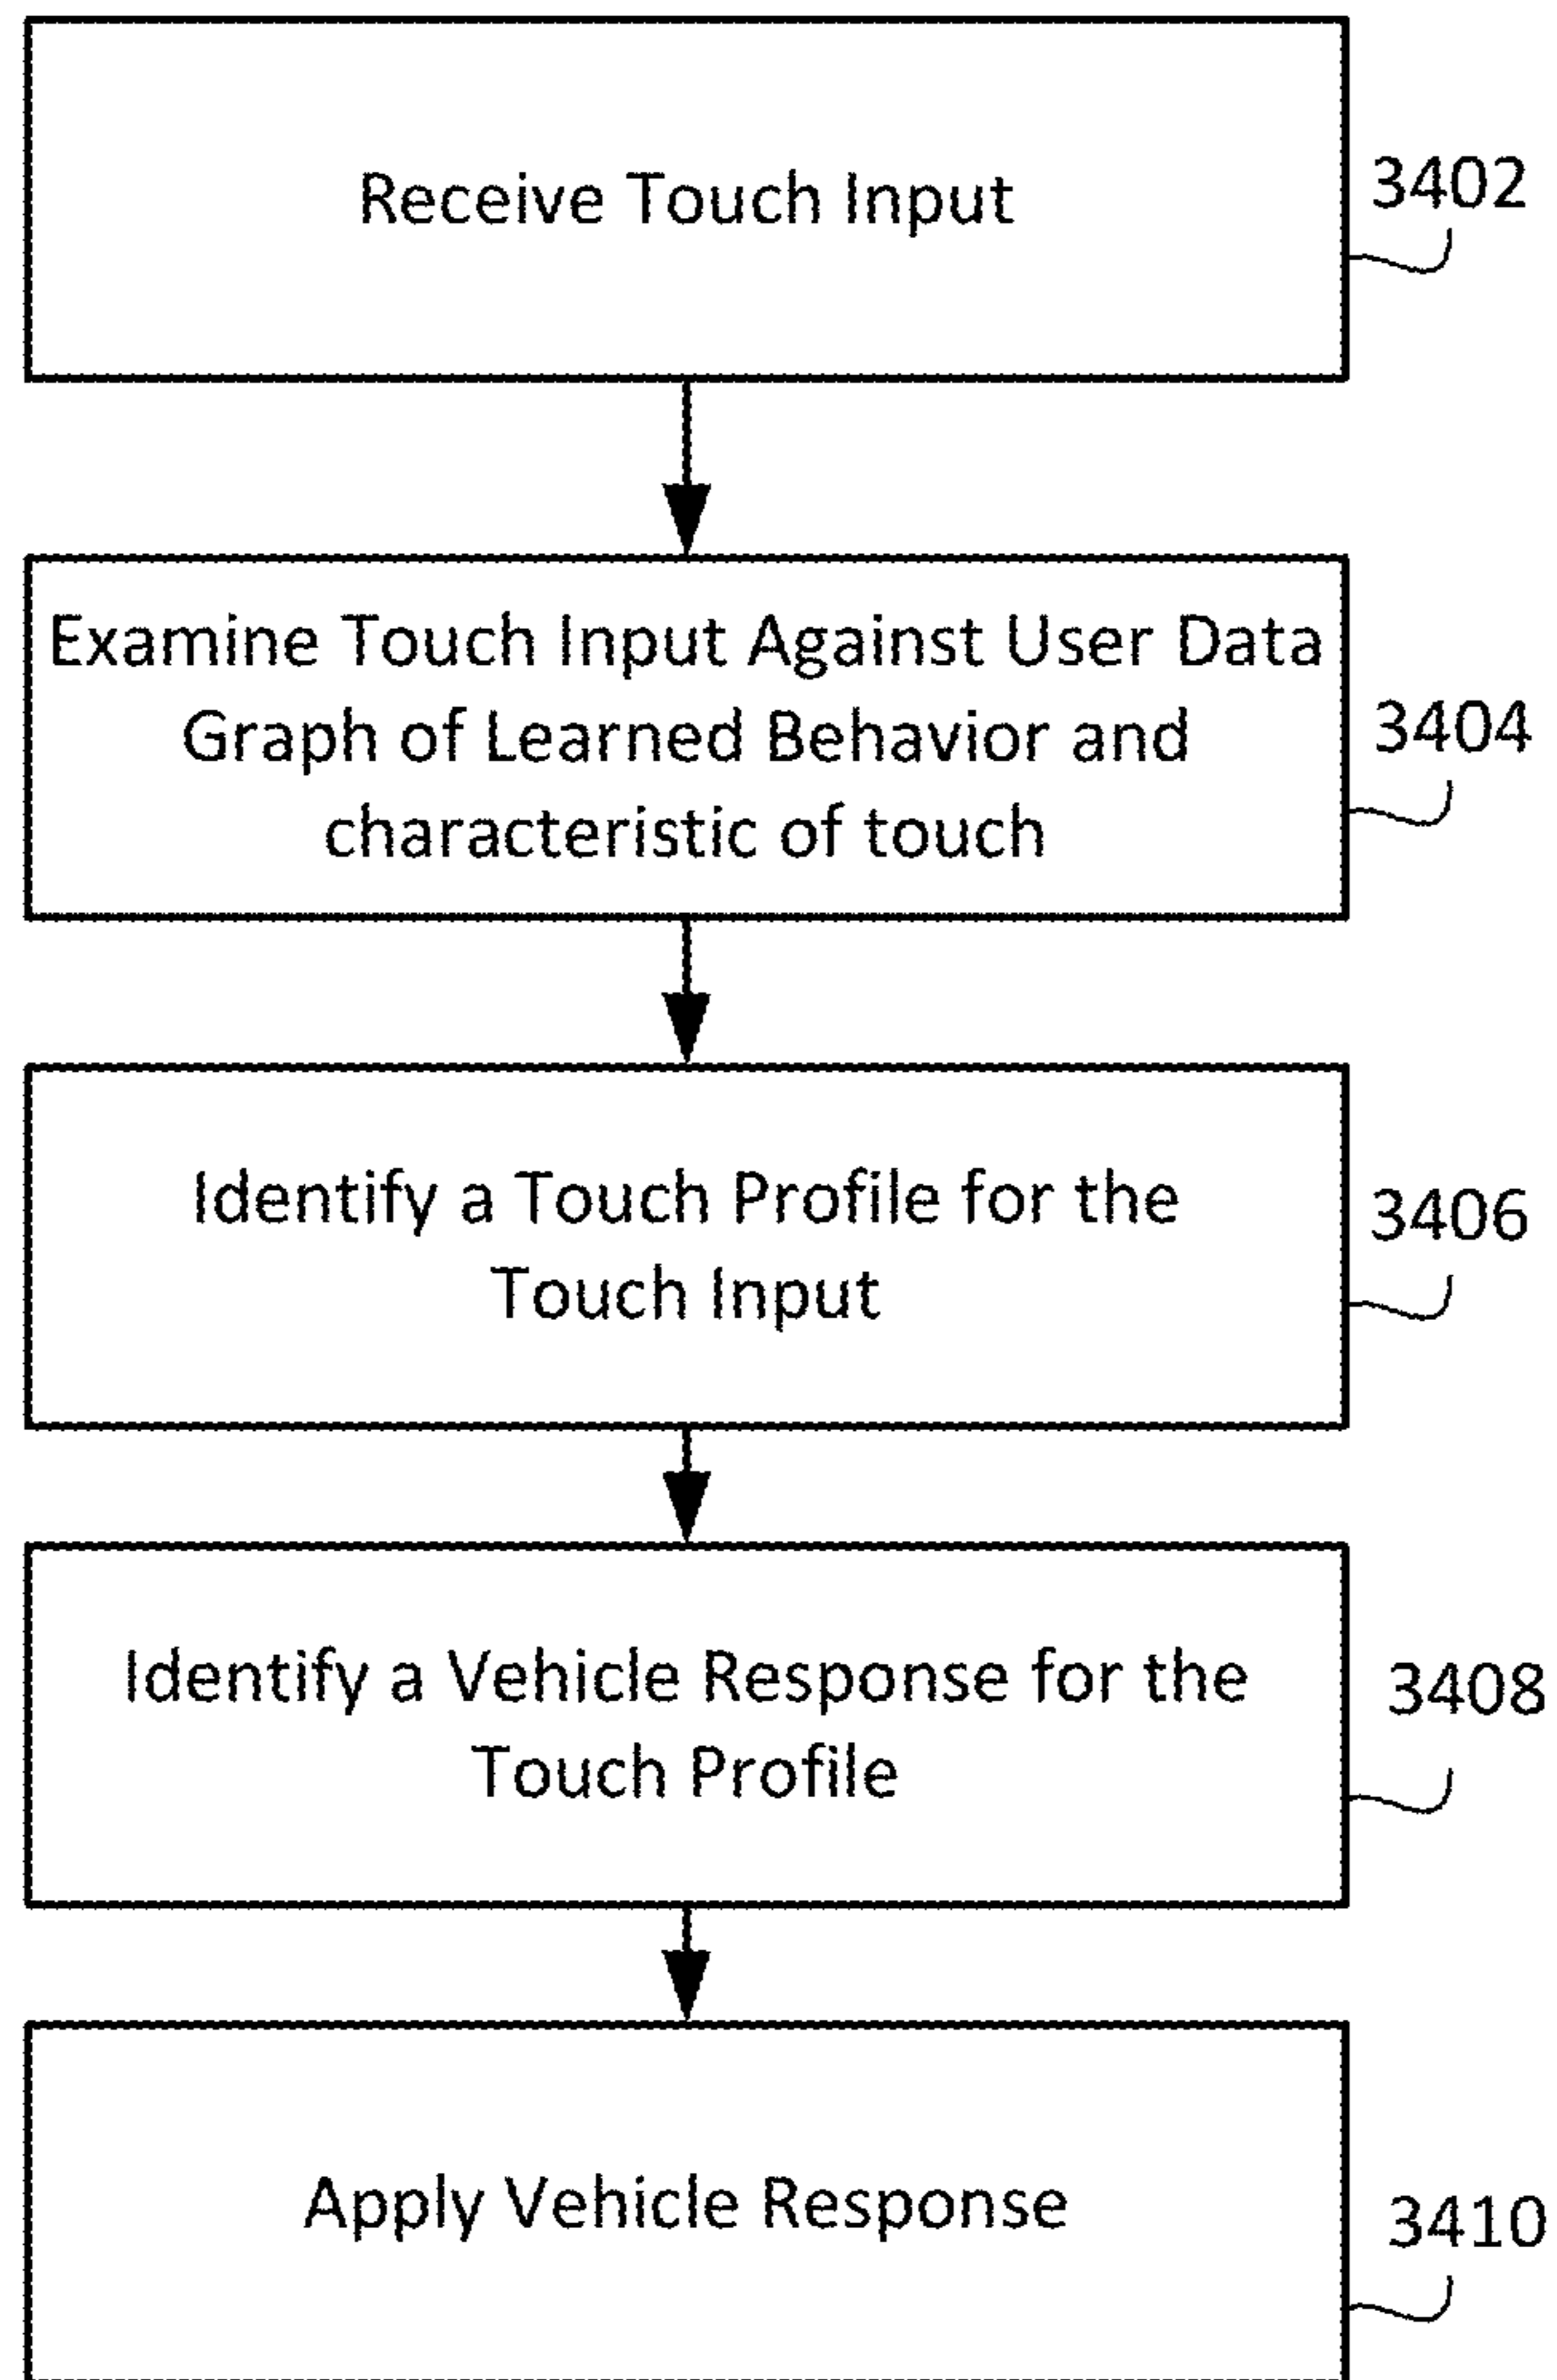 Receive Touch Input
3402
Examine Touch Input Against User Data
Graph of Learned Behavior and
characteristic of touch
3404
Identify a Touch Profile for the
Touch Input
3406
Identify a Vehicle Response for the
Touch Profile
3408
Apply Vehicle Response
3410